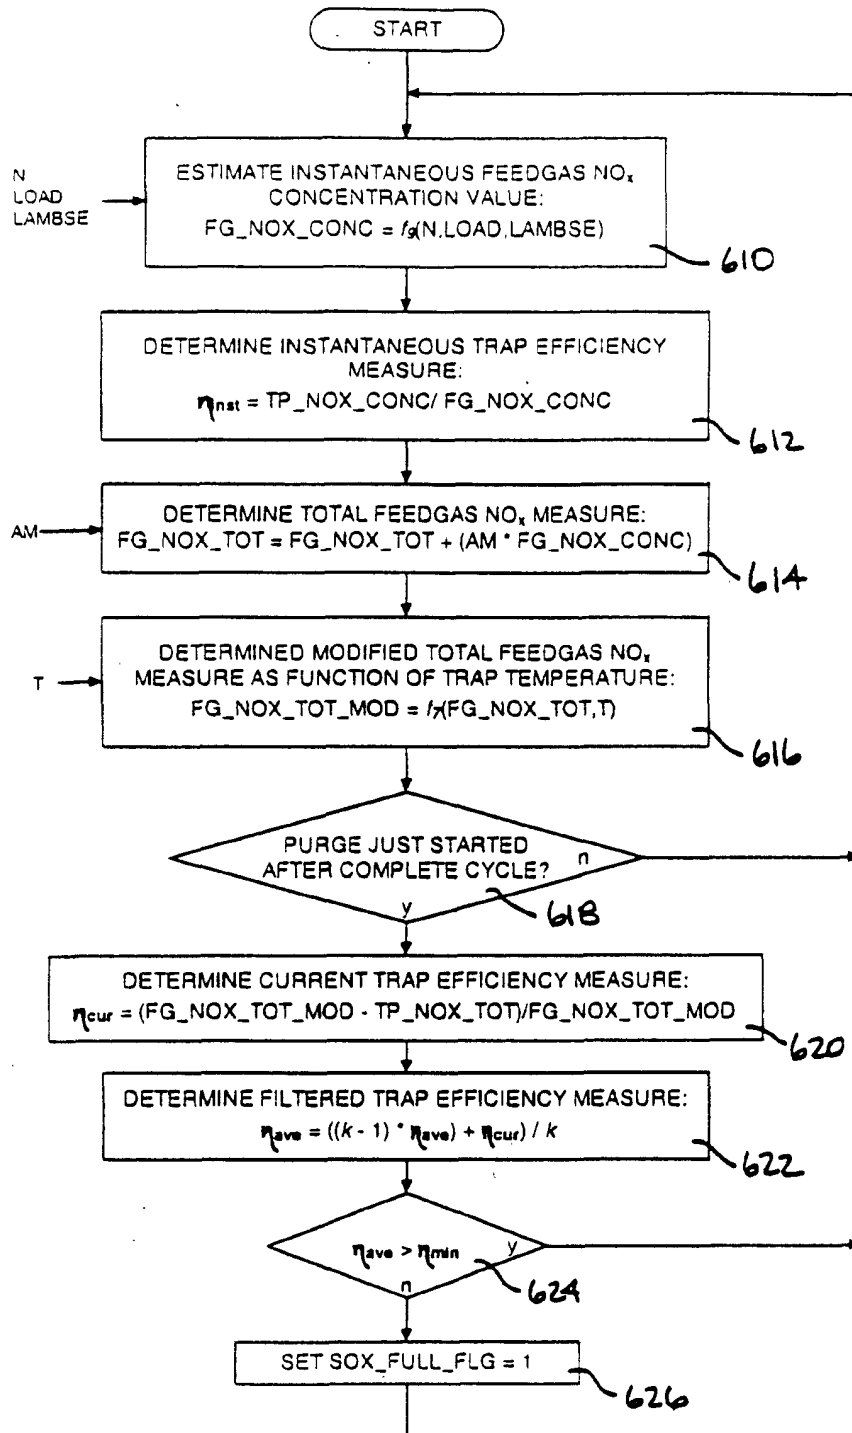 START
N
LOAD
LAMBSE
ESTIMATE INSTANTANEOUS FEEDGAS NOₓ
CONCENTRATION VALUE:
FG_NOX_CONC = f₉(N,LOAD,LAMBSE)
610
DETERMINE INSTANTANEOUS TRAP EFFICIENCY
MEASURE:
ηinst = TP_NOX_CONC/ FG_NOX_CONC
612
AM
DETERMINE TOTAL FEEDGAS NOₓ MEASURE:
FG_NOX_TOT = FG_NOX_TOT + (AM * FG_NOX_CONC)
614
T
DETERMINED MODIFIED TOTAL FEEDGAS NOₓ
MEASURE AS FUNCTION OF TRAP TEMPERATURE:
FG_NOX_TOT_MOD = f₇(FG_NOX_TOT,T)
616
PURGE JUST STARTED
AFTER COMPLETE CYCLE?
n
y
618
DETERMINE CURRENT TRAP EFFICIENCY MEASURE:
ηcur = (FG_NOX_TOT_MOD - TP_NOX_TOT)/FG_NOX_TOT_MOD
620
DETERMINE FILTERED TRAP EFFICIENCY MEASURE:
ηave = ((k - 1) * ηave) + ηcur) / k
622
ηave > ηmin
y
n
624
SET SOX_FULL_FLG = 1
626